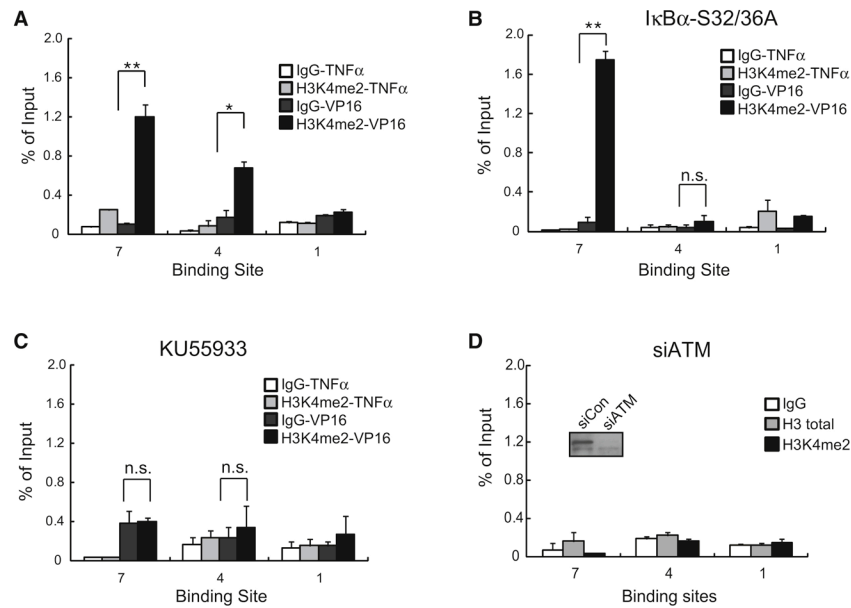 A
2.0
1.6
1.2
0.8
0.4
0
% of Input
**
*
IgG-TNFα
H3K4me2-TNFα
IgG-VP16
H3K4me2-VP16
7 4 1
Binding Site
B
IκBα-S32/36A
2.0
1.6
1.2
0.8
0.4
0
% of Input
**
n.s.
IgG-TNFα
H3K4me2-TNFα
IgG-VP16
H3K4me2-VP16
7 4 1
Binding Site
C
KU55933
2.0
1.6
1.2
0.8
0.4
0
% of Input
n.s.
n.s.
IgG-TNFα
H3K4me2-TNFα
IgG-VP16
H3K4me2-VP16
7 4 1
Binding Site
D
siATM
2.0
1.6
1.2
0.8
0.4
0
% of Input
siCon
siATM
IgG
H3 total
H3K4me2
7 4 1
Binding sites